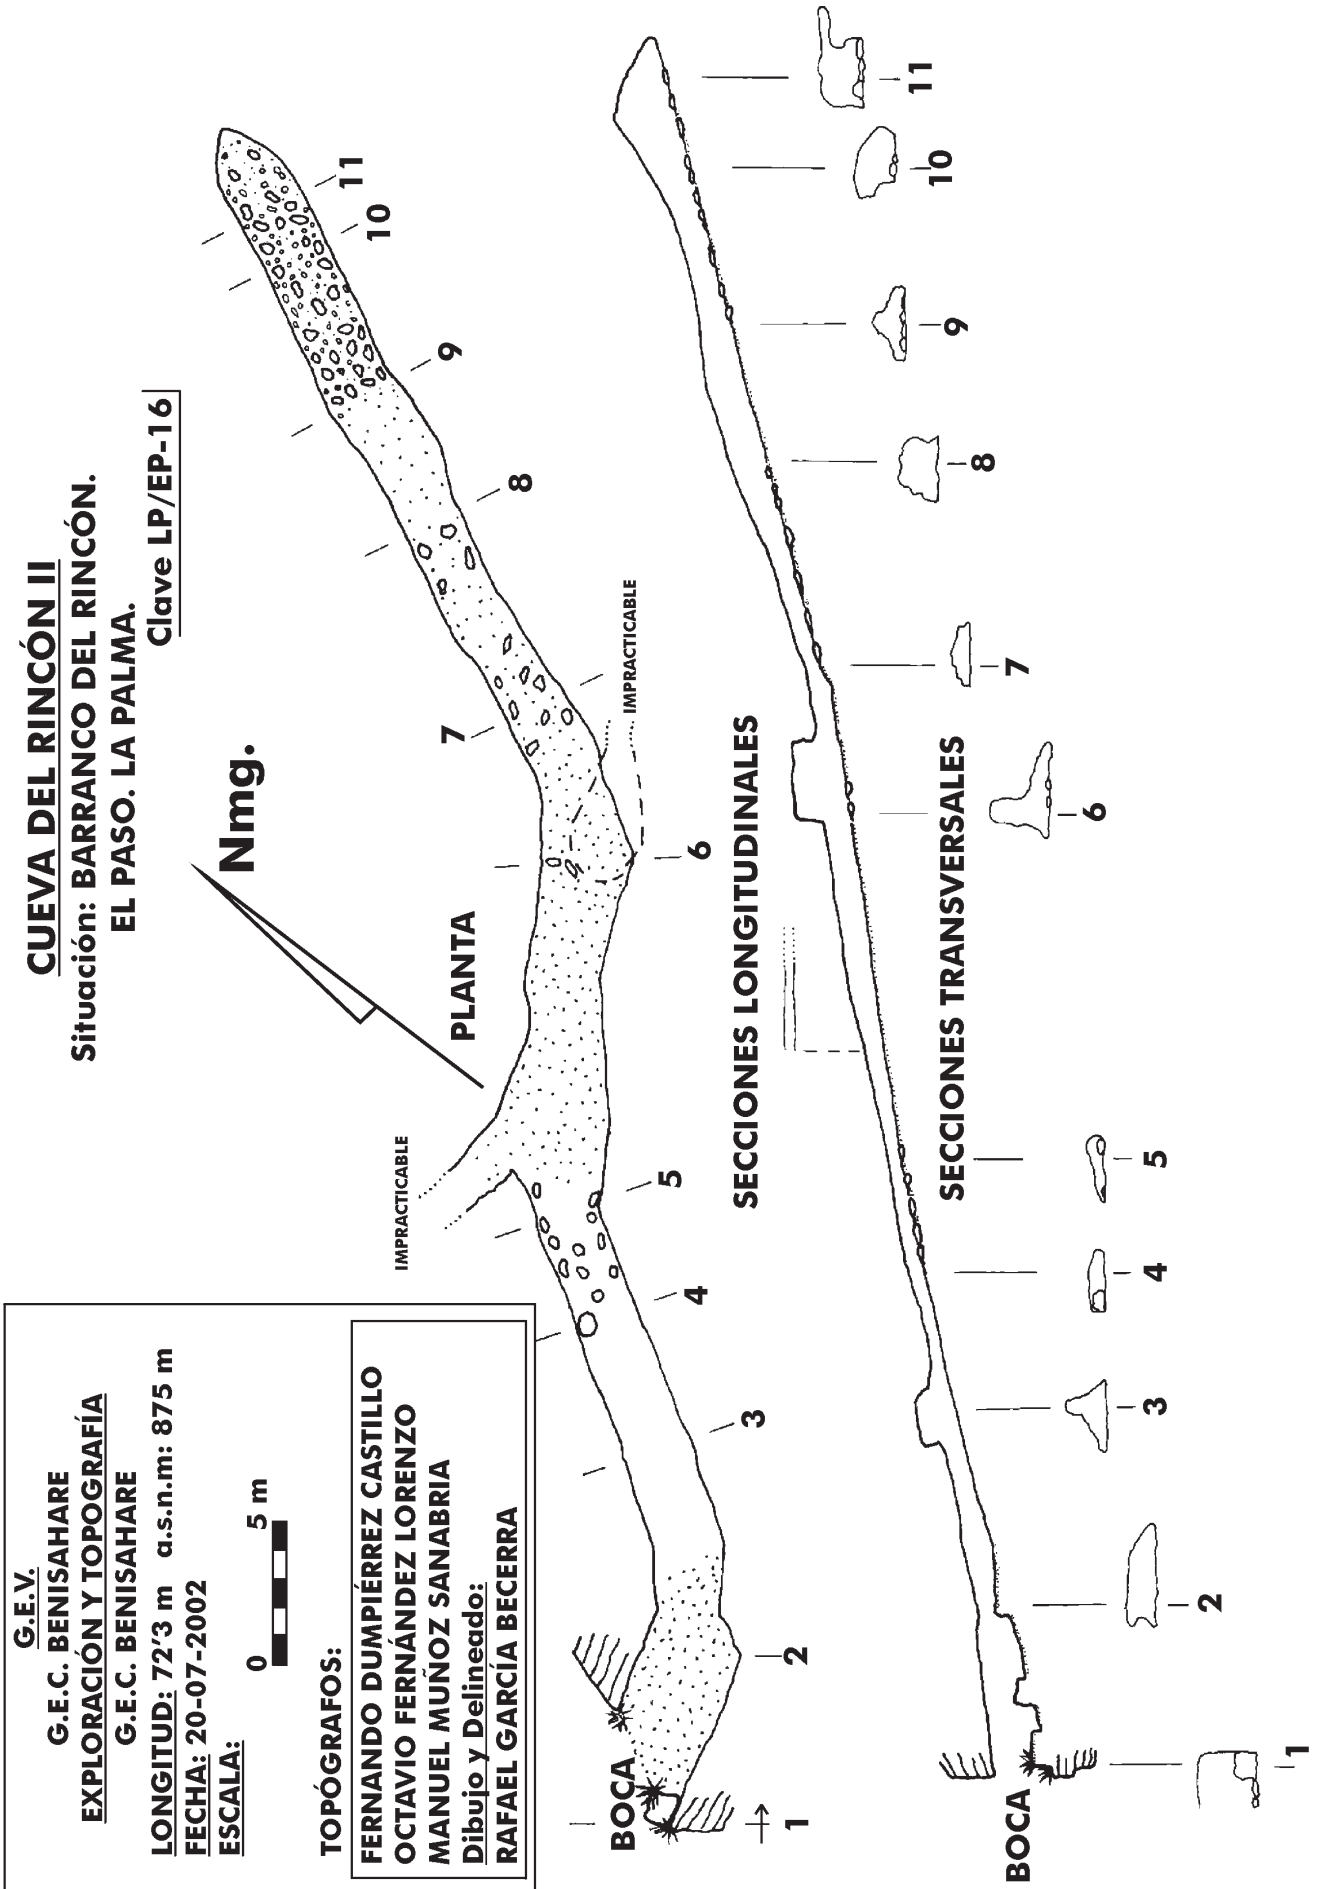 CUEVA DEL RINCÓN II
Situación: BARRANCO DEL RINCÓN.
EL PASO. LA PALMA.
Clave LP/EP-16
G.E.V.
G.E.C. BENISAHARE
EXPLORACIÓN Y TOPOGRAFÍA
G.E.C. BENISAHARE
LONGITUD: 72'3 m a.s.n.m: 875 m
FECHA: 20-07-2002
ESCALA:
0 5 m
TOPÓGRAFOS:
FERNANDO DUMPIÉRREZ CASTILLO
OCTAVIO FERNÁNDEZ LORENZO
MANUEL MUÑOZ SANABRIA
Dibujo y Delineado:
RAFAEL GARCÍA BECERRA
Nmg.
PLANTA
IMPRACTICABLE
IMPRACTICABLE
BOCA
1
2
3
4
5
6
7
8
9
10
11
SECCIONES LONGITUDINALES
BOCA
SECCIONES TRANSVERSALES
1
2
3
4
5
6
7
8
9
10
11